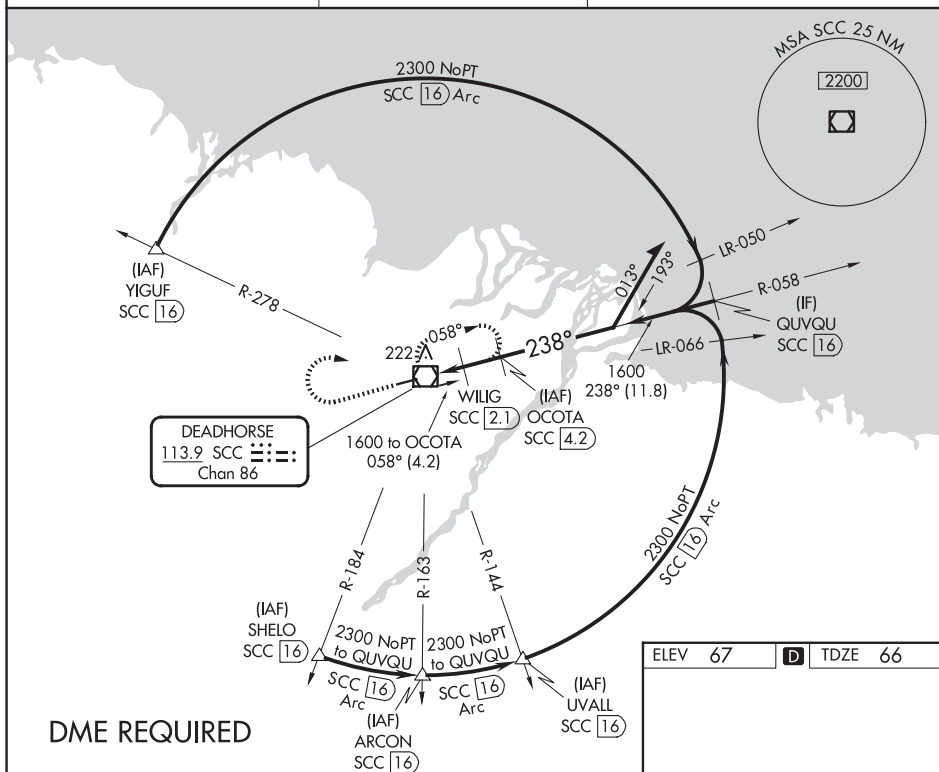 MSA SCC 25 NM
2200
2300 NoPT
SCC 16 Arc
LR-050
R-058
(IF)
QUVQU
SCC 16
LR-066
013°
193°
(IAF)
YIGUF
SCC 16
R-278
058°
222
238°
1600
238° (11.8)
WILIG
SCC 2.1
(IAF)
OCOTA
SCC 4.2
DEADHORSE
113.9 SCC
Chan 86
1600 to OCOTA
058° (4.2)
R-184
R-163
R-144
2300 NoPT
SCC 16 Arc
(IAF)
SHELO
SCC 16
2300 NoPT
to QUVQU
SCC 16
Arc
2300 NoPT
to QUVQU
SCC 16
Arc
(IAF)
ARCON
SCC 16
(IAF)
UVALL
SCC 16
ELEV 67 D TDZE 66
DME REQUIRED